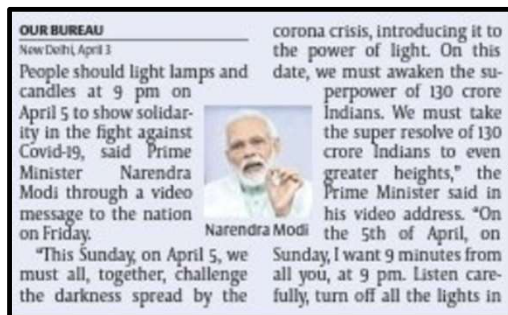 OUR BUREAU
New Delhi, April 3
People should light lamps and
candles at 9 pm on
April 5 to show solidar-
ity in the fight against
Covid-19, said Prime
Minister Narendra
Modi through a video
message to the nation
on Friday.
"This Sunday, on April 5, we
must all, together, challenge
the darkness spread by the
Narendra Modi
corona crisis, introducing it to
the power of light. On this
date, we must awaken the su-
perpower of 130 crore
Indians. We must take
the super resolve of 130
crore Indians to even
greater heights," the
Prime Minister said in
his video address. "On
the 5th of April, on
Sunday, I want 9 minutes from
all you, at 9 pm. Listen care-
fully, turn off all the lights in